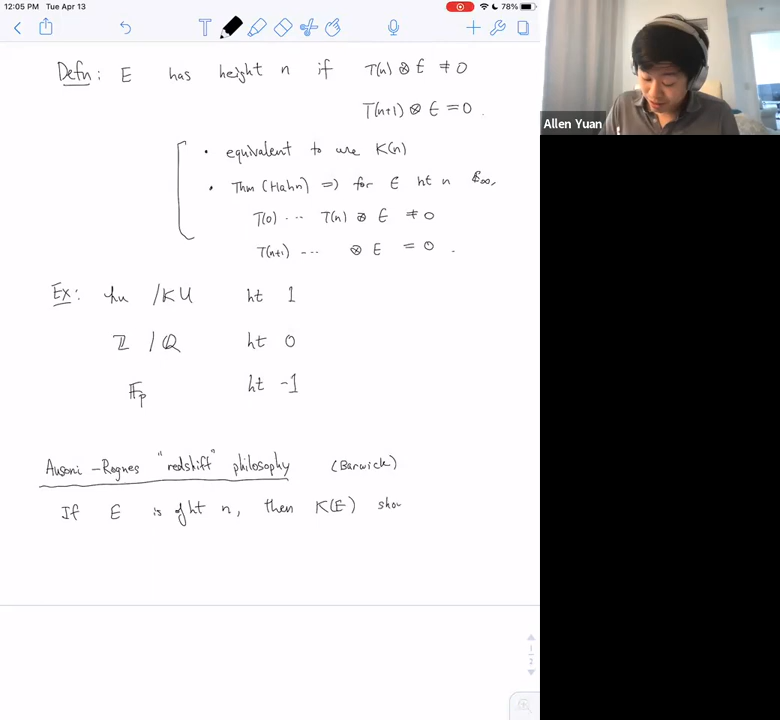 12:05 PM Tue Apr 13
78%
Defn: E has height n if T(n) ⊗ E ≠ 0
T(n+1) ⊗ E = 0.
Allen Yuan
• equivalent to use K(n)
• Thm (Hahn) ⇒ for E ht n E∞,
T(0) ... T(n) ⊗ E ≠ 0
T(n+1) ... ⊗ E = 0.
Ex: ku / KU ht 1
ℤ / ℚ ht 0
𝔽p ht -1
Ausoni-Rognes "redshift" philosophy (Barwick)
If E is of ht n, then K(E) shou
1
2